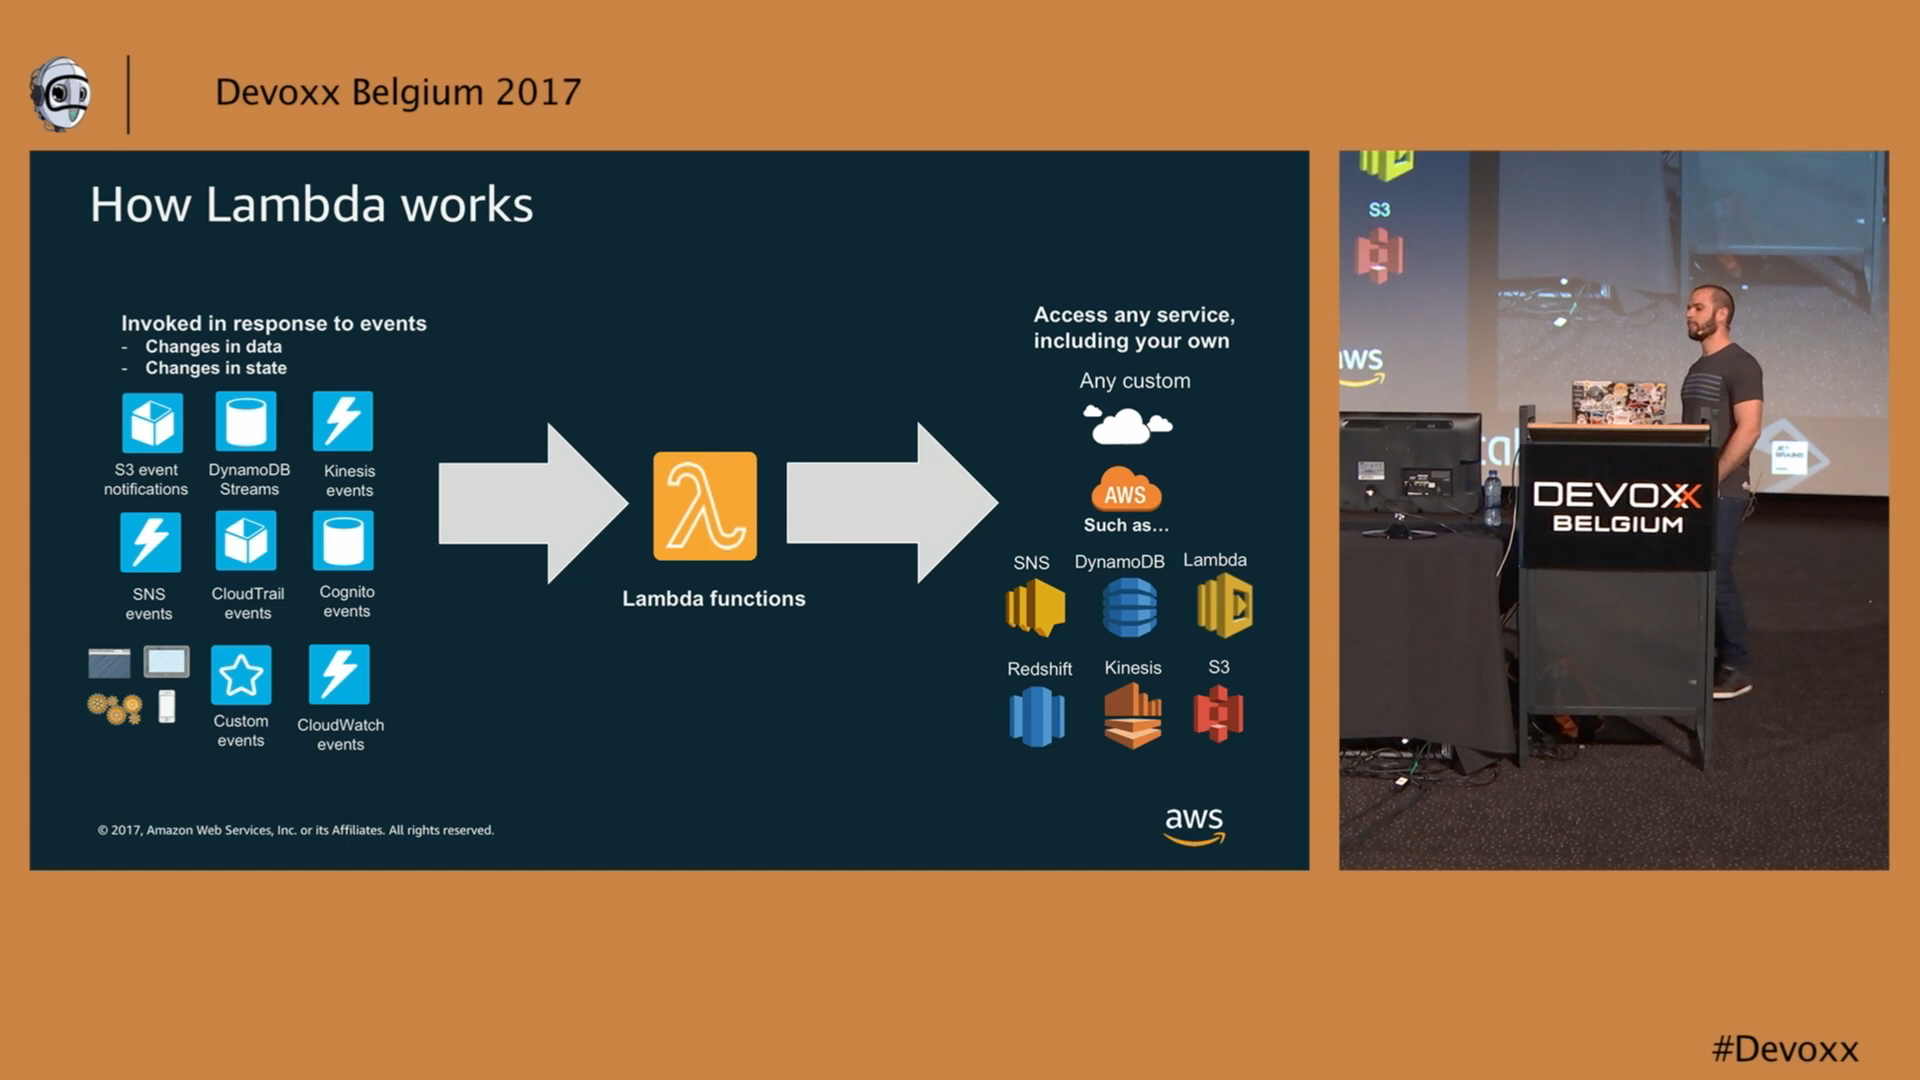 Devoxx Belgium 2017
How Lambda works
Invoked in response to events
- Changes in data
- Changes in state
S3 event
notifications
DynamoDB
Streams
Kinesis
events
SNS
events
CloudTrail
events
Cognito
events
Custom
events
CloudWatch
events
Lambda functions
Access any service,
including your own
Any custom
AWS
Such as...
SNS
DynamoDB
Lambda
Redshift
Kinesis
S3
© 2017, Amazon Web Services, Inc. or its Affiliates. All rights reserved.
aws
S3
aws
DEVOXX
BELGIUM
JET
BRAINS
#Devoxx